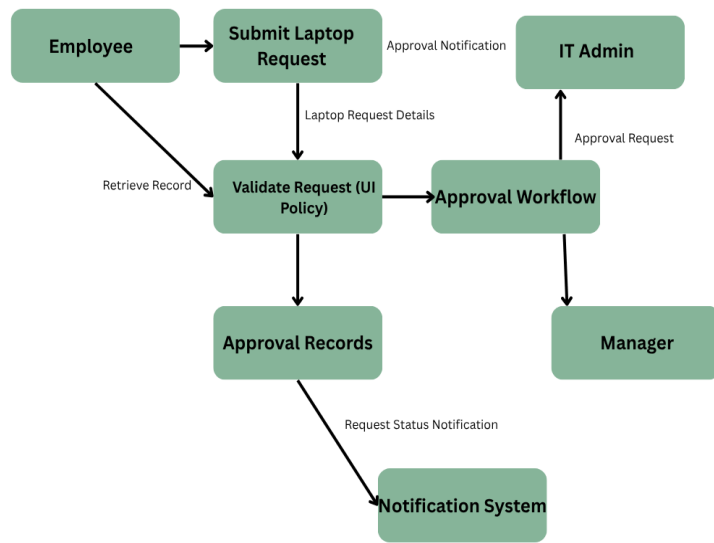 Employee
Submit Laptop
Request
Approval Notification
IT Admin
Laptop Request Details
Approval Request
Retrieve Record
Validate Request (UI
Policy)
Approval Workflow
Approval Records
Manager
Request Status Notification
Notification System